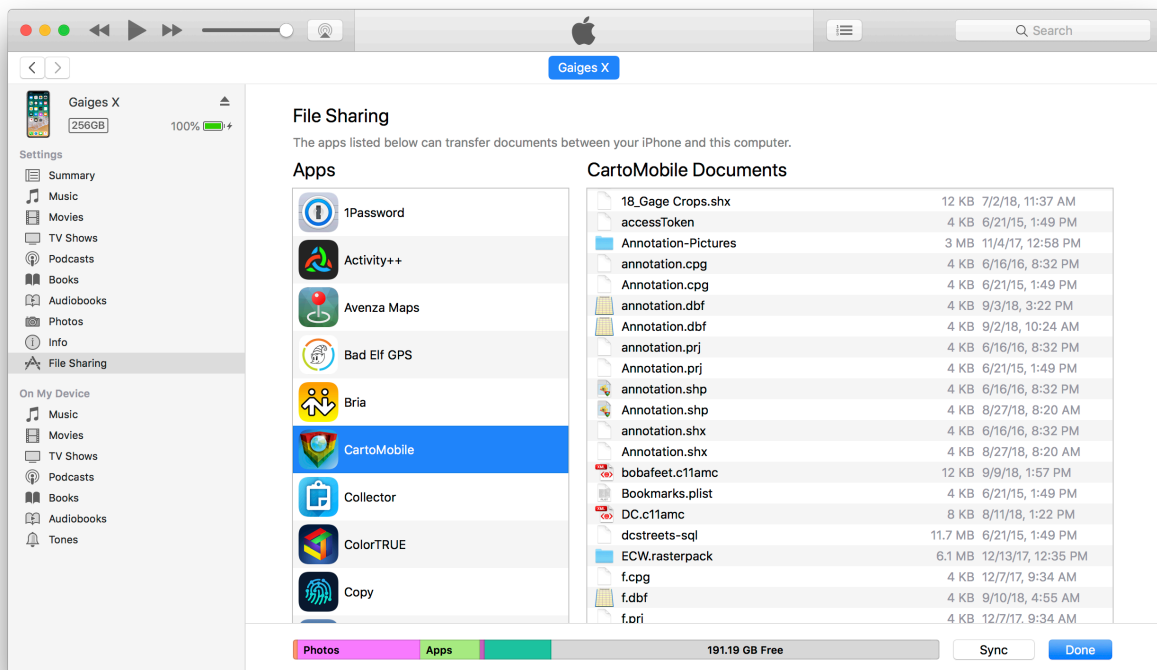 Search
Gaiges X
Gaiges X
256GB
100%
Settings
Summary
Music
Movies
TV Shows
Podcasts
Books
Audiobooks
Photos
Info
File Sharing
On My Device
Music
Movies
TV Shows
Podcasts
Books
Audiobooks
Tones
File Sharing
The apps listed below can transfer documents between your iPhone and this computer.
Apps
1Password
Activity++
Avenza Maps
Bad Elf GPS
Bria
CartoMobile
Collector
ColorTRUE
Copy
CartoMobile Documents
18_Gage Crops.shx 12 KB 7/2/18, 11:37 AM
accessToken 4 KB 6/21/15, 1:49 PM
Annotation-Pictures 3 MB 11/4/17, 12:58 PM
annotation.cpg 4 KB 6/16/16, 8:32 PM
Annotation.cpg 4 KB 6/21/15, 1:49 PM
annotation.dbf 4 KB 9/3/18, 3:22 PM
Annotation.dbf 4 KB 9/2/18, 10:24 AM
annotation.prj 4 KB 6/16/16, 8:32 PM
Annotation.prj 4 KB 6/21/15, 1:49 PM
annotation.shp 4 KB 6/16/16, 8:32 PM
Annotation.shp 4 KB 8/27/18, 8:20 AM
annotation.shx 4 KB 6/16/16, 8:32 PM
Annotation.shx 4 KB 8/27/18, 8:20 AM
bobafeet.c11amc 12 KB 9/9/18, 1:57 PM
Bookmarks.plist 4 KB 6/21/15, 1:49 PM
DC.c11amc 8 KB 8/11/18, 1:22 PM
dcstreets-sql 11.7 MB 6/21/15, 1:49 PM
ECW.rasterpack 6.1 MB 12/13/17, 12:35 PM
f.cpg 4 KB 12/7/17, 9:34 AM
f.dbf 4 KB 9/10/18, 4:55 AM
f.prj 4 KB 12/7/17, 9:34 AM
Photos
Apps
191.19 GB Free
Sync
Done